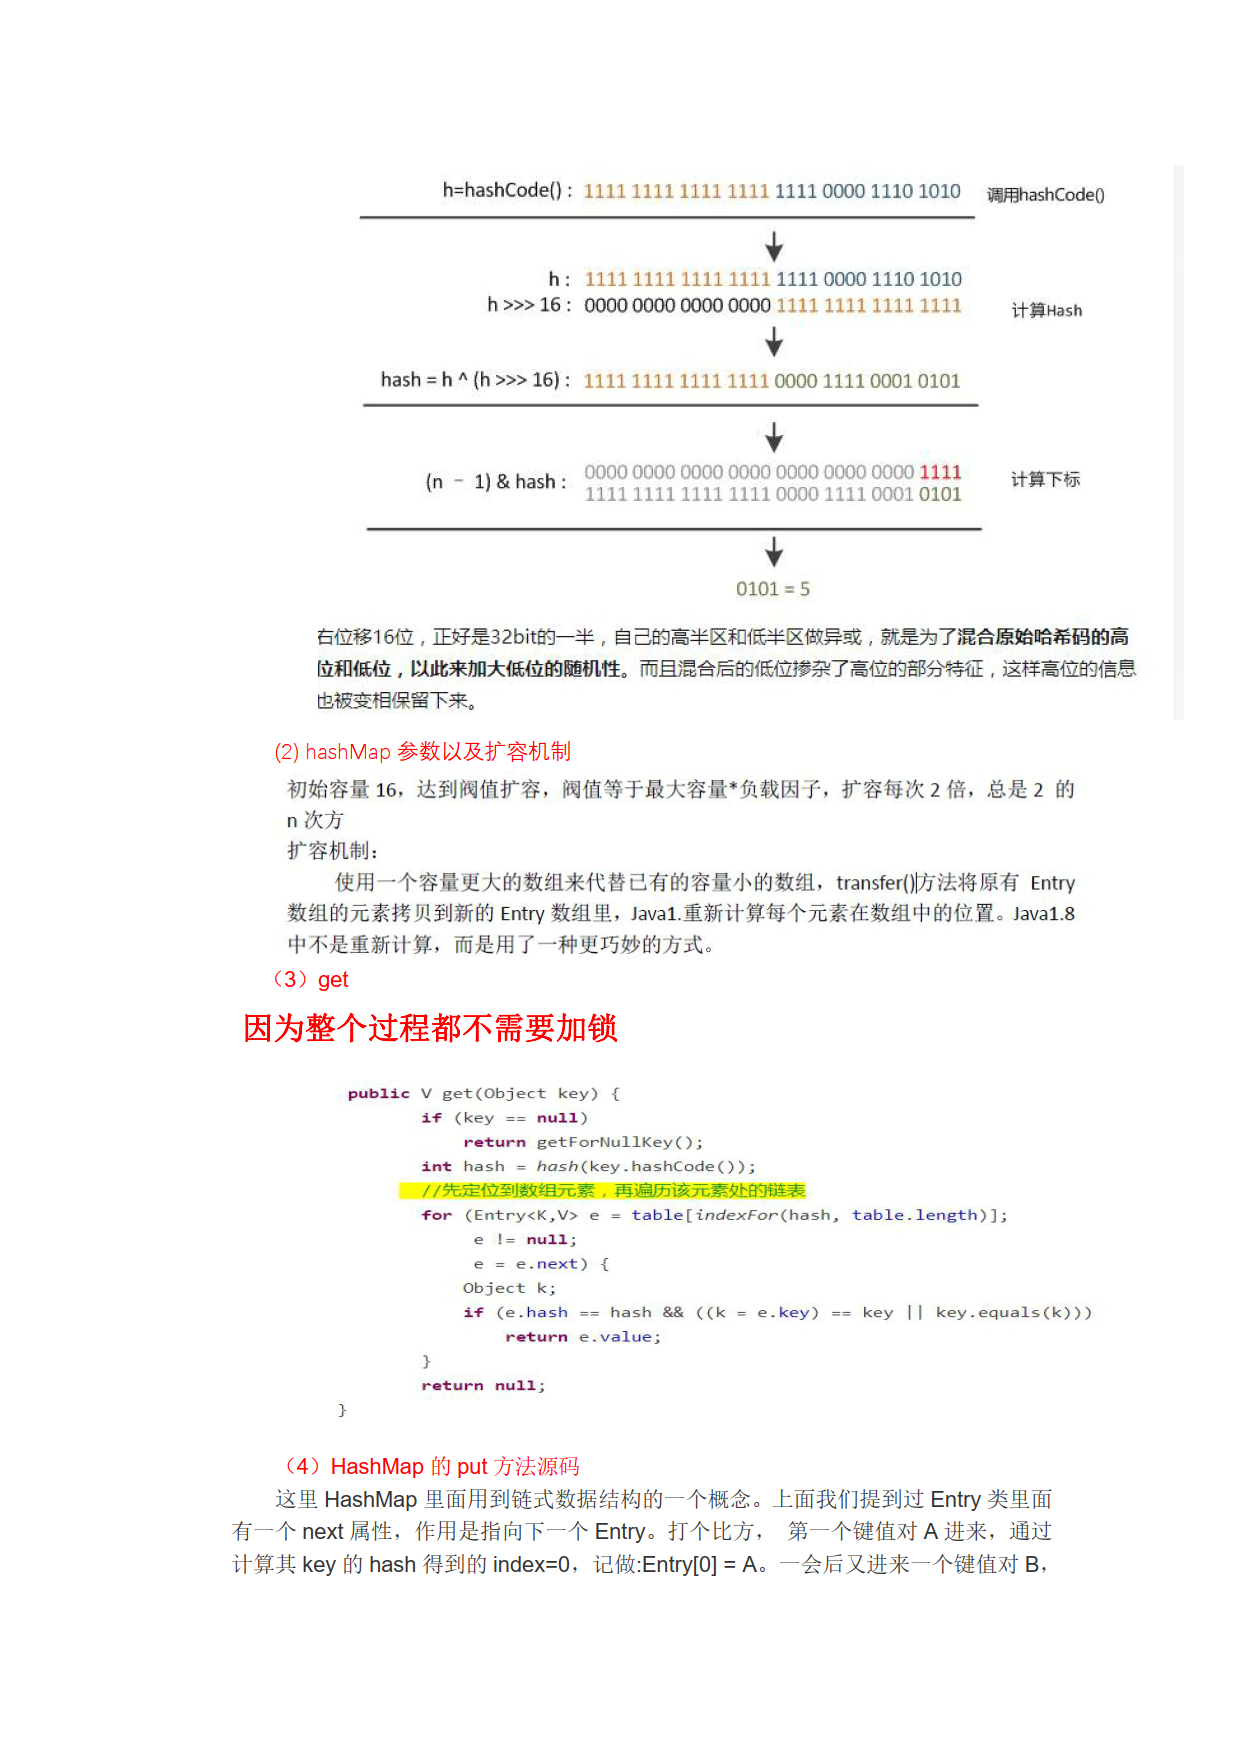 h=hashCode() : 1111 1111 1111 1111 1111 0000 1110 1010 调用hashCode()
h : 1111 1111 1111 1111 1111 0000 1110 1010
h >>> 16 : 0000 0000 0000 0000 1111 1111 1111 1111 计算Hash
hash = h ^ (h >>> 16) : 1111 1111 1111 1111 0000 1111 0001 0101
(n － 1) & hash : 0000 0000 0000 0000 0000 0000 0000 1111 计算下标
1111 1111 1111 1111 0000 1111 0001 0101
0101 = 5
右位移16位，正好是32bit的一半，自己的高半区和低半区做异或，就是为了混合原始哈希码的高
位和低位，以此来加大低位的随机性。而且混合后的低位掺杂了高位的部分特征，这样高位的信息
也被变相保留下来。
(2) hashMap 参数以及扩容机制
初始容量 16，达到阀值扩容，阀值等于最大容量*负载因子，扩容每次 2 倍，总是 2 的
n 次方
扩容机制：
使用一个容量更大的数组来代替已有的容量小的数组，transfer()方法将原有 Entry
数组的元素拷贝到新的 Entry 数组里，Java1.重新计算每个元素在数组中的位置。Java1.8
中不是重新计算，而是用了一种更巧妙的方式。
（3）get
因为整个过程都不需要加锁
public V get(Object key) {
if (key == null)
return getForNullKey();
int hash = hash(key.hashCode());
//先定位到数组元素，再遍历该元素处的链表
for (Entry<K,V> e = table[indexFor(hash, table.length)];
e != null;
e = e.next) {
Object k;
if (e.hash == hash && ((k = e.key) == key || key.equals(k)))
return e.value;
}
return null;
}
（4）HashMap 的 put 方法源码
这里 HashMap 里面用到链式数据结构的一个概念。上面我们提到过 Entry 类里面
有一个 next 属性，作用是指向下一个 Entry。打个比方， 第一个键值对 A 进来，通过
计算其 key 的 hash 得到的 index=0，记做:Entry[0] = A。一会后又进来一个键值对 B，